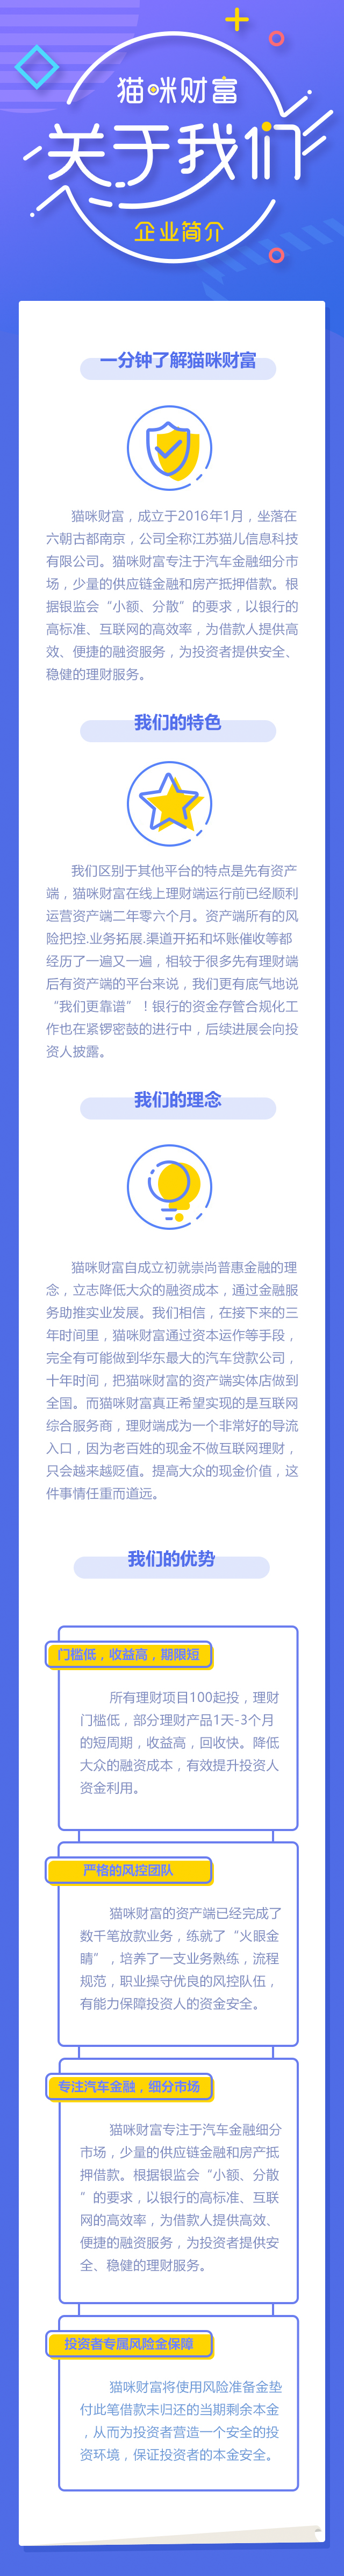 猫咪财富
关于我们
企业简介
一分钟了解猫咪财富
猫咪财富，成立于2016年1月，坐落在
六朝古都南京，公司全称江苏猫儿信息科技
有限公司。猫咪财富专注于汽车金融细分市
场，少量的供应链金融和房产抵押借款。根
据银监会“小额、分散”的要求，以银行的
高标准、互联网的高效率，为借款人提供高
效、便捷的融资服务，为投资者提供安全、
稳健的理财服务。
我们的特色
我们区别于其他平台的特点是先有资产
端，猫咪财富在线上理财端运行前已经顺利
运营资产端二年零六个月。资产端所有的风
险把控.业务拓展.渠道开拓和坏账催收等都
经历了一遍又一遍，相较于很多先有理财端
后有资产端的平台来说，我们更有底气地说
“我们更靠谱”！银行的资金存管合规化工
作也在紧锣密鼓的进行中，后续进展会向投
资人披露。
我们的理念
猫咪财富自成立初就崇尚普惠金融的理
念，立志降低大众的融资成本，通过金融服
务助推实业发展。我们相信，在接下来的三
年时间里，猫咪财富通过资本运作等手段，
完全有可能做到华东最大的汽车贷款公司，
十年时间，把猫咪财富的资产端实体店做到
全国。而猫咪财富真正希望实现的是互联网
综合服务商，理财端成为一个非常好的导流
入口，因为老百姓的现金不做互联网理财，
只会越来越贬值。提高大众的现金价值，这
件事情任重而道远。
我们的优势
门槛低，收益高，期限短
所有理财项目100起投，理财
门槛低，部分理财产品1天-3个月
的短周期，收益高，回收快。降低
大众的融资成本，有效提升投资人
资金利用。
严格的风控团队
猫咪财富的资产端已经完成了
数千笔放款业务，练就了“火眼金
睛”，培养了一支业务熟练，流程
规范，职业操守优良的风控队伍，
有能力保障投资人的资金安全。
专注汽车金融，细分市场
猫咪财富专注于汽车金融细分
市场，少量的供应链金融和房产抵
押借款。根据银监会“小额、分散
”的要求，以银行的高标准、互联
网的高效率，为借款人提供高效、
便捷的融资服务，为投资者提供安
全、稳健的理财服务。
投资者专属风险金保障
猫咪财富将使用风险准备金垫
付此笔借款未归还的当期剩余本金
，从而为投资者营造一个安全的投
资环境，保证投资者的本金安全。